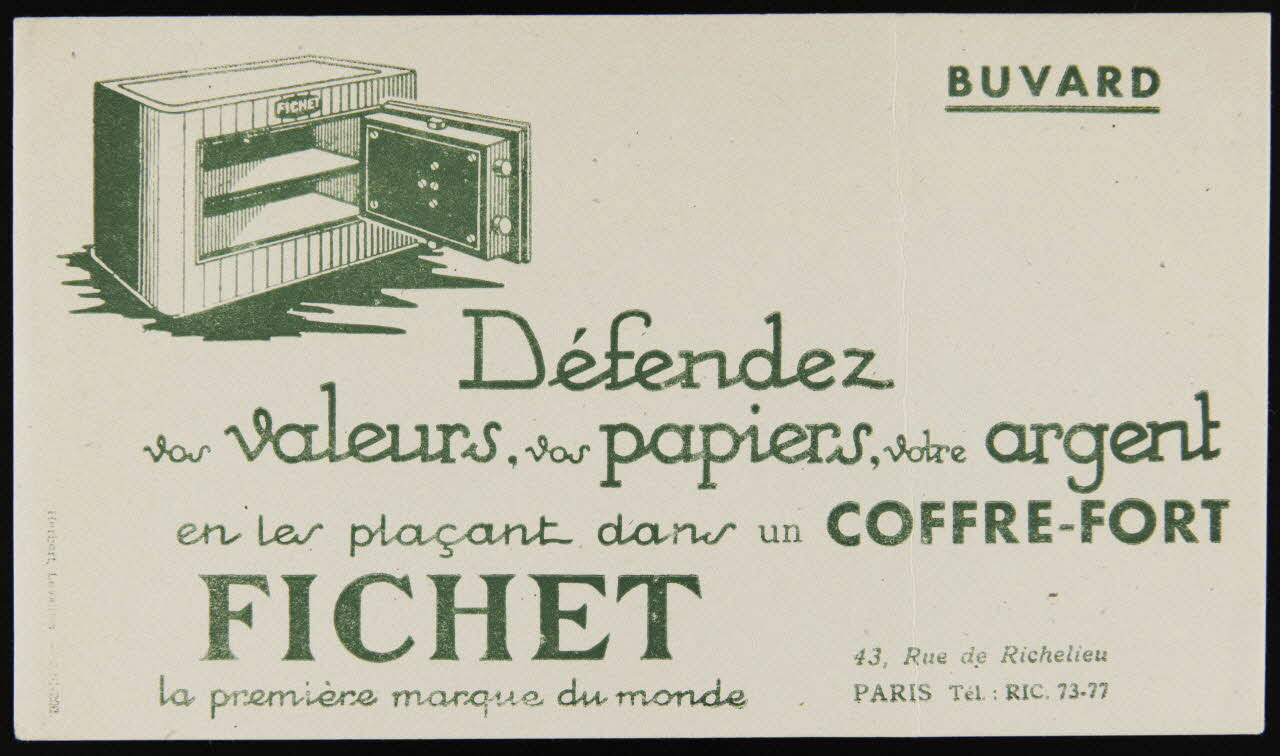 BUVARD
FICHET
Défendez
vos valeurs, vos papiers, votre argent
en les plaçant dans un COFFRE-FORT
FICHET
la première marque du monde
43, Rue de Richelieu
PARIS Tél. : RIC. 73-77